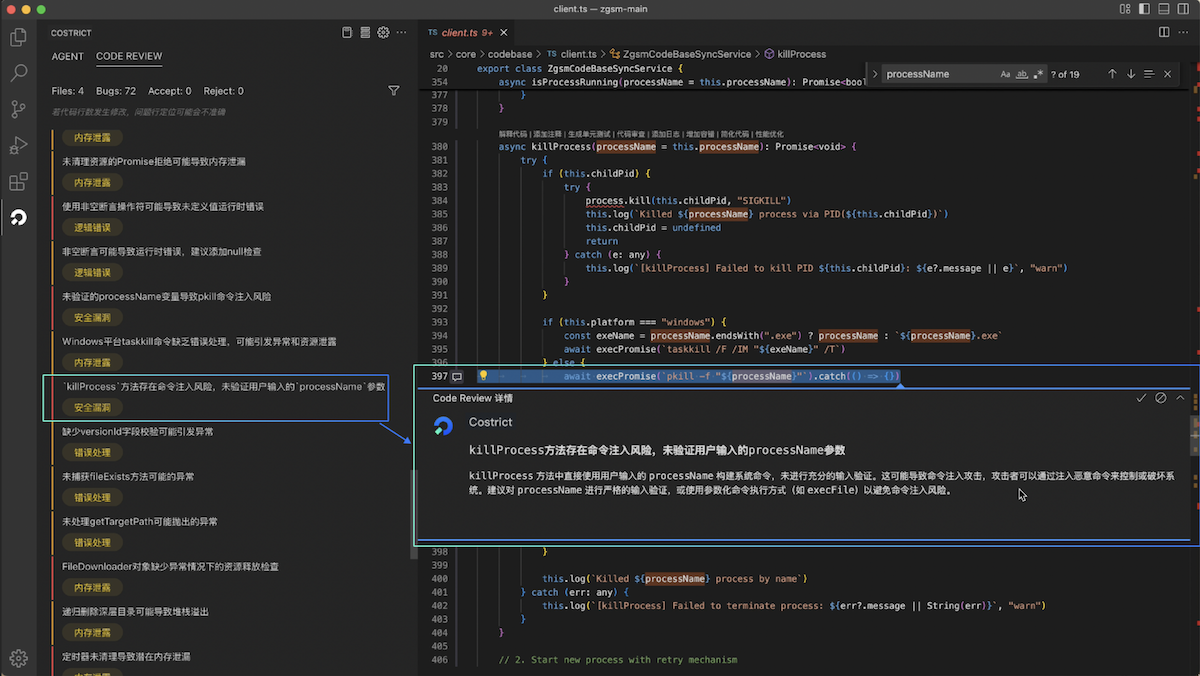 client.ts — zgsm-main
COSTRICT
AGENT CODE REVIEW
Files: 4 Bugs: 72 Accept: 0 Reject: 0
若代码行数发生修改，问题行定位可能会不准确
内存泄露
未清理资源的Promise拒绝可能导致内存泄漏
内存泄露
使用非空断言操作符可能导致未定义值运行时错误
逻辑错误
非空断言可能导致运行时错误，建议添加null检查
逻辑错误
未验证的processName变量导致pkill命令注入风险
安全漏洞
Windows平台taskkill命令缺乏错误处理，可能引发异常和资源泄露
内存泄露
`killProcess`方法存在命令注入风险，未验证用户输入的`processName`参数
安全漏洞
缺少versionId字段校验可能引发异常
错误处理
未捕获fileExists方法可能的异常
错误处理
未处理getTargetPath可能抛出的异常
错误处理
FileDownloader对象缺少异常情况下的资源释放检查
内存泄露
递归删除深层目录可能导致堆栈溢出
内存泄露
定时器未清理导致潜在内存泄漏
内存泄露
TS client.ts 9+
src > core > codebase > TS client.ts > ZgsmCodeBaseSyncService > killProcess
processName Aa ab .* ? of 19
20 export class ZgsmCodeBaseSyncService {
354 async isProcessRunning(processName = this.processName): Promise<bool
377 }
378 }
379
解释代码 | 添加注释 | 生成单元测试 | 代码审查 | 添加日志 | 增加容错 | 简化代码 | 性能优化
380 async killProcess(processName = this.processName): Promise<void> {
381 try {
382 if (this.childPid) {
383 try {
384 process.kill(this.childPid, "SIGKILL")
385 this.log(`Killed ${processName} process via PID(${this.childPid})`)
386 this.childPid = undefined
387 return
388 } catch (e: any) {
389 this.log(`[killProcess] Failed to kill PID ${this.childPid}: ${e?.message || e}`, "warn")
390 }
391 }
392
393 if (this.platform === "windows") {
394 const exeName = processName.endsWith(".exe") ? processName : `${processName}.exe`
395 await execPromise(`taskkill /F /IM "${exeName}" /T`)
396 } else {
397 await execPromise(`pkill -f "${processName}"`).catch(() => {})
Code Review 详情
Costrict
killProcess方法存在命令注入风险，未验证用户输入的processName参数
killProcess 方法中直接使用用户输入的 processName 构建系统命令，未进行充分的输入验证。这可能导致命令注入攻击，攻击者可以通过注入恶意命令来控制或破坏系
统。建议对 processName 进行严格的输入验证，或使用参数化命令执行方式（如 execFile）以避免命令注入风险。
398 }
399
400 this.log(`Killed ${processName} process by name`)
401 } catch (err: any) {
402 this.log(`[killProcess] Failed to terminate process: ${err?.message || String(err)}`, "warn")
403 }
404 }
405
406 // 2. Start new process with retry mechanism